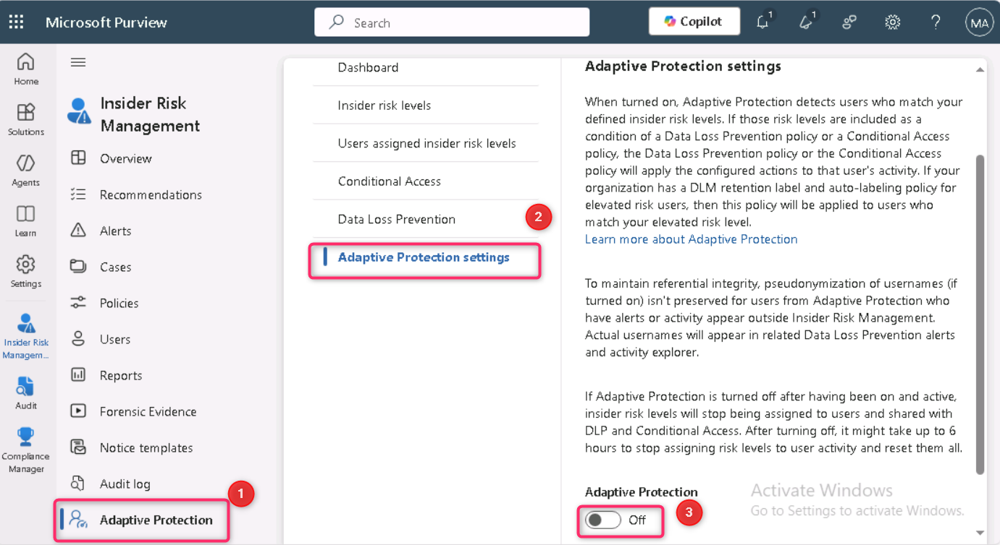 Microsoft Purview
Search
Copilot
1
1
MA
Home
Solutions
Agents
Learn
Settings
Insider Risk
Managem...
Audit
Compliance
Manager
Insider Risk
Management
Overview
Recommendations
Alerts
Cases
Policies
Users
Reports
Forensic Evidence
Notice templates
Audit log
1
Adaptive Protection
Dashboard
Insider risk levels
Users assigned insider risk levels
Conditional Access
Data Loss Prevention
2
Adaptive Protection settings
Adaptive Protection settings
When turned on, Adaptive Protection detects users who match your
defined insider risk levels. If those risk levels are included as a
condition of a Data Loss Prevention policy or a Conditional Access
policy, the Data Loss Prevention policy or the Conditional Access
policy will apply the configured actions to that user's activity. If your
organization has a DLM retention label and auto-labeling policy for
elevated risk users, then this policy will be applied to users who
match your elevated risk level.
Learn more about Adaptive Protection
To maintain referential integrity, pseudonymization of usernames (if
turned on) isn't preserved for users from Adaptive Protection who
have alerts or activity appear outside Insider Risk Management.
Actual usernames will appear in related Data Loss Prevention alerts
and activity explorer.
If Adaptive Protection is turned off after having been on and active,
insider risk levels will stop being assigned to users and shared with
DLP and Conditional Access. After turning off, it might take up to 6
hours to stop assigning risk levels to user activity and reset them all.
Adaptive Protection
Off
3
Activate Windows
Go to Settings to activate Windows.